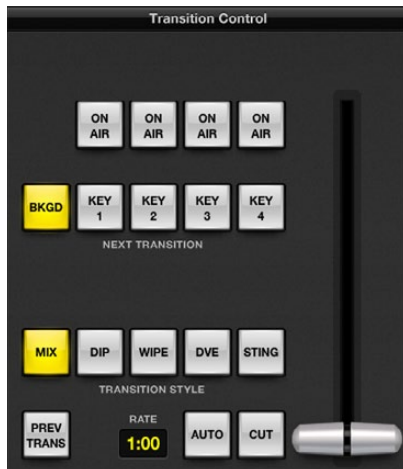 Transition Control
ON AIR ON AIR ON AIR ON AIR
BKGD KEY 1 KEY 2 KEY 3 KEY 4
NEXT TRANSITION
MIX DIP WIPE DVE STING
TRANSITION STYLE
PREV TRANS RATE 1:00 AUTO CUT